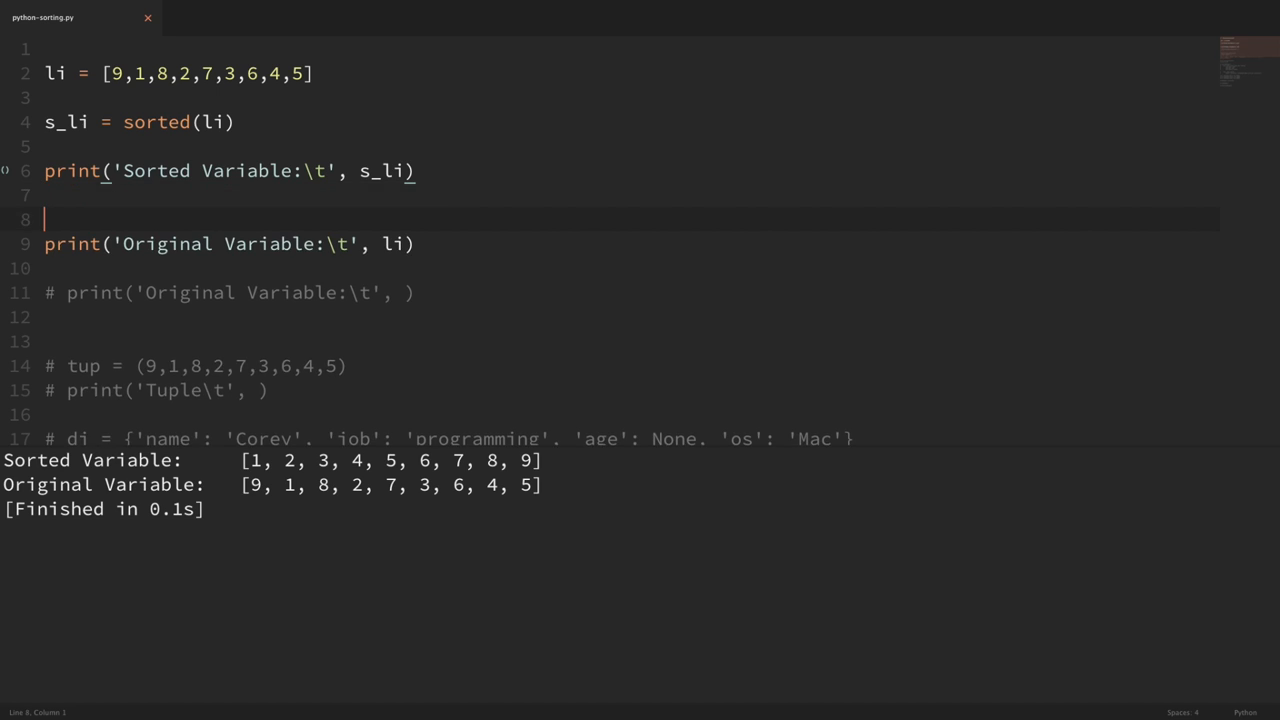 python-sorting.py
1
2 li = [9,1,8,2,7,3,6,4,5]
3
4 s_li = sorted(li)
5
6 print('Sorted Variable:\t', s_li)
7
8
9 print('Original Variable:\t', li)
10
11 # print('Original Variable:\t', )
12
13
14 # tup = (9,1,8,2,7,3,6,4,5)
15 # print('Tuple\t', )
16
17 # di = {'name': 'Corey', 'job': 'programming', 'age': None, 'os': 'Mac'}
Sorted Variable: [1, 2, 3, 4, 5, 6, 7, 8, 9]
Original Variable: [9, 1, 8, 2, 7, 3, 6, 4, 5]
[Finished in 0.1s]
Line 8, Column 1
Spaces: 4
Python